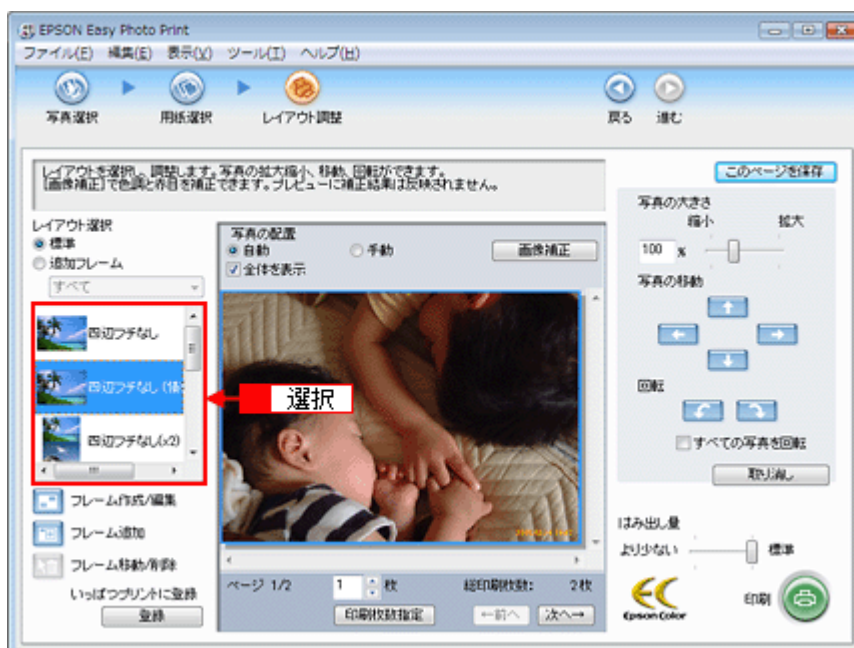 EPSON Easy Photo Print
ファイル(F) 編集(E) 表示(V) ツール(T) ヘルプ(H)
写真選択 用紙選択 レイアウト調整 戻る 進む
レイアウトを選択し、調整します。写真の拡大縮小、移動、回転ができます。
[画像補正]で色調と赤目を補正できます。プレビューに補正結果は反映されません。
このページを保存
レイアウト選択
標準
追加フレーム
すべて
四辺フチなし
四辺フチなし(情
四辺フチなし(x2)
選択
フレーム作成/編集
フレーム追加
フレーム移動/削除
いっぱつプリントに登録
登録
写真の配置
自動 手動 画像補正
全体を表示
ページ 1/2 1 枚 総印刷枚数: 2枚
印刷枚数指定 ←前へ 次へ→
写真の大きさ
縮小 拡大
100 %
写真の移動
回転
すべての写真を回転
取り消し
はみ出し量
より少ない 標準
Epson Color
印刷